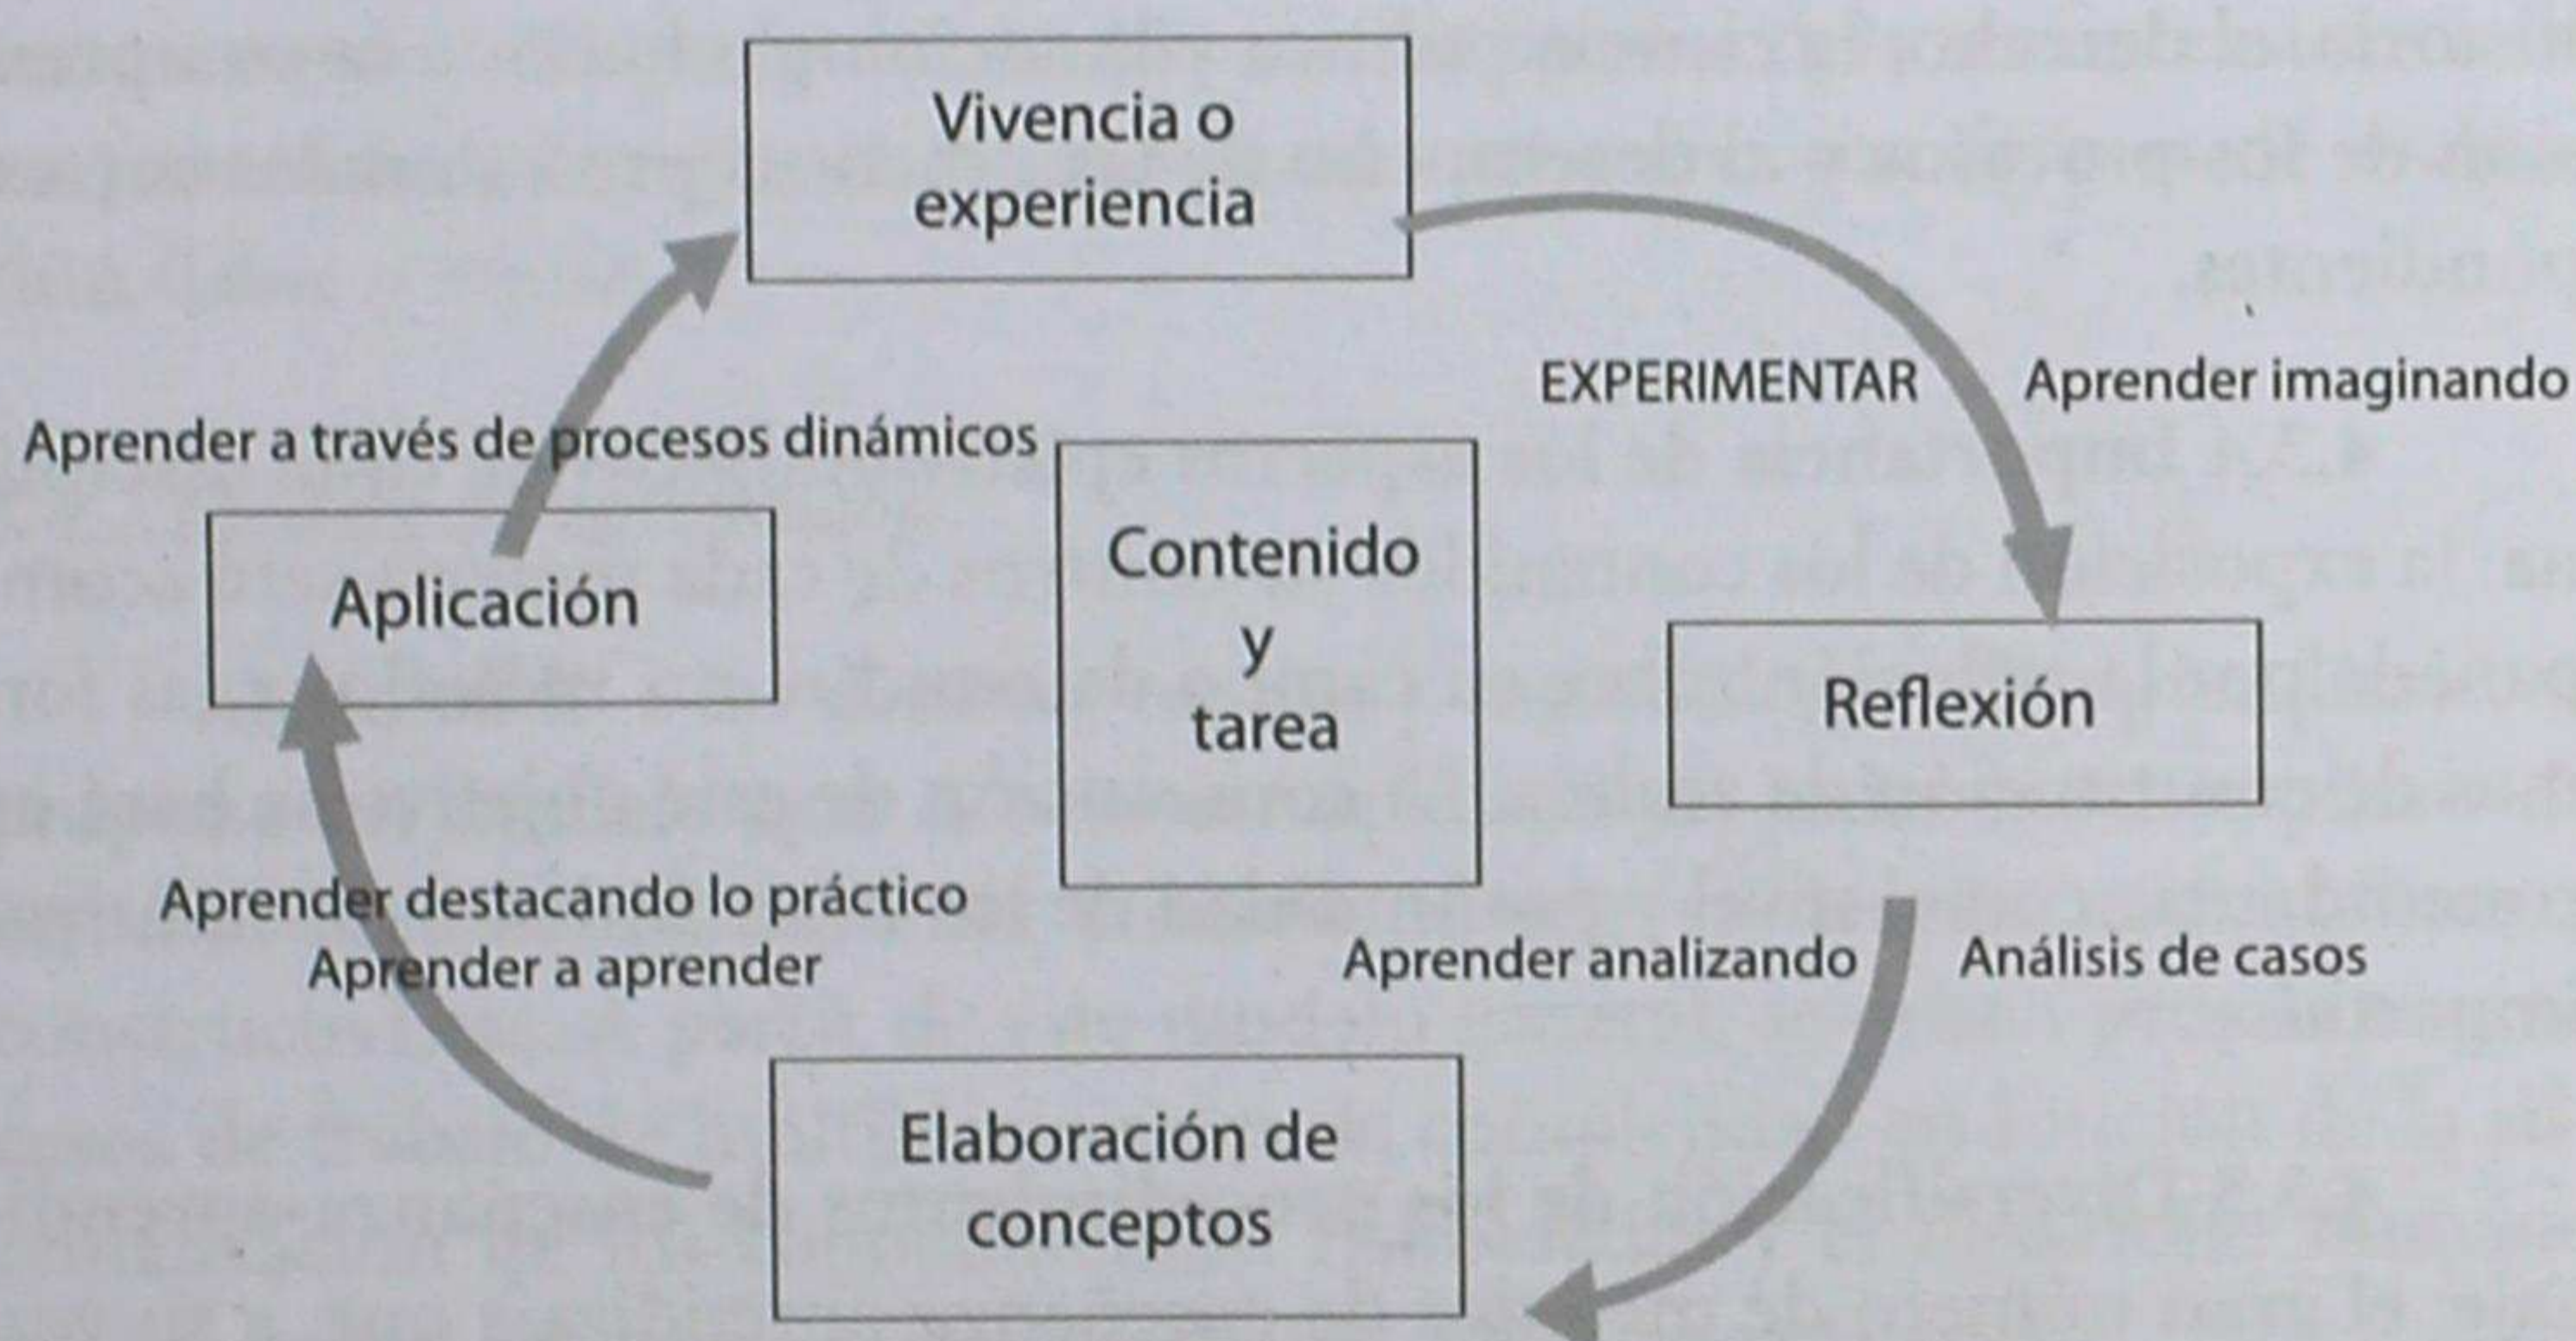 Vivencia o
experiencia
EXPERIMENTAR
Aprender imaginando
Aprender a través de procesos dinámicos
Aplicación
Contenido
y
tarea
Reflexión
Aprender destacando lo práctico
Aprender a aprender
Aprender analizando
Análisis de casos
Elaboración de
conceptos